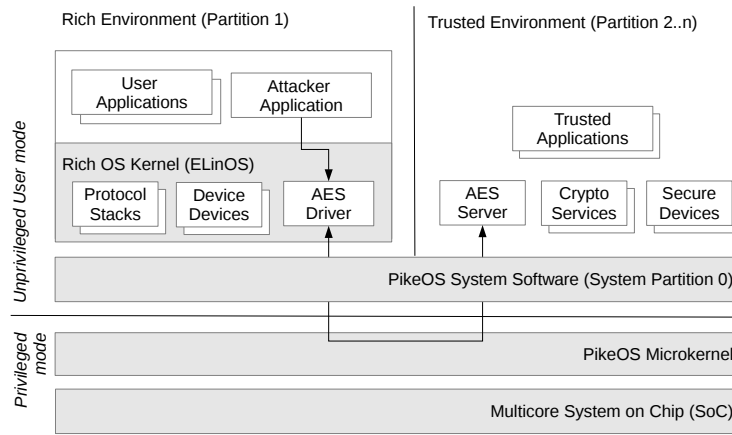 Rich Environment (Partition 1)
Trusted Environment (Partition 2..n)
Unprivileged User mode
User
Applications
Attacker
Application
Trusted
Applications
Rich OS Kernel (ELinOS)
Protocol
Stacks
Device
Devices
AES
Driver
AES
Server
Crypto
Services
Secure
Devices
PikeOS System Software (System Partition 0)
Privileged
mode
PikeOS Microkernel
Multicore System on Chip (SoC)